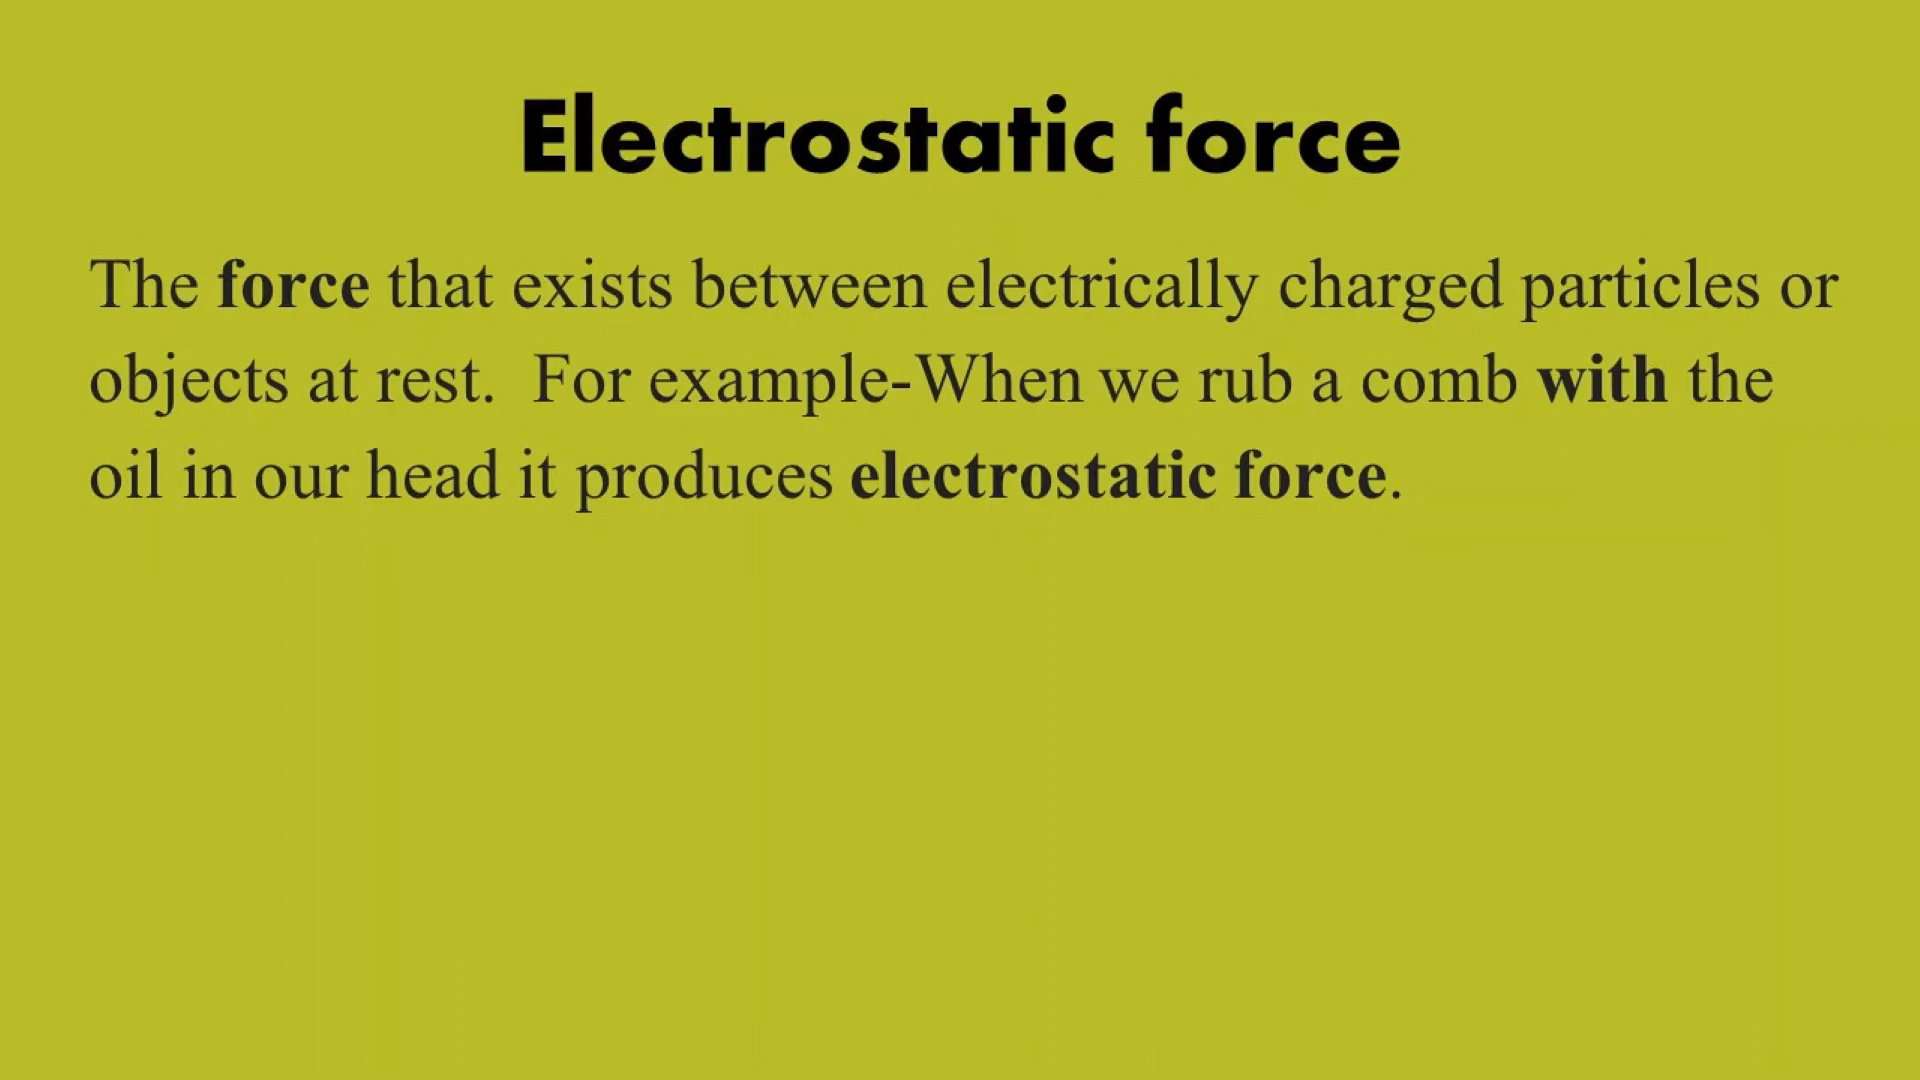 Electrostatic force
The force that exists between electrically charged particles or
objects at rest.  For example-When we rub a comb with the
oil in our head it produces electrostatic force.